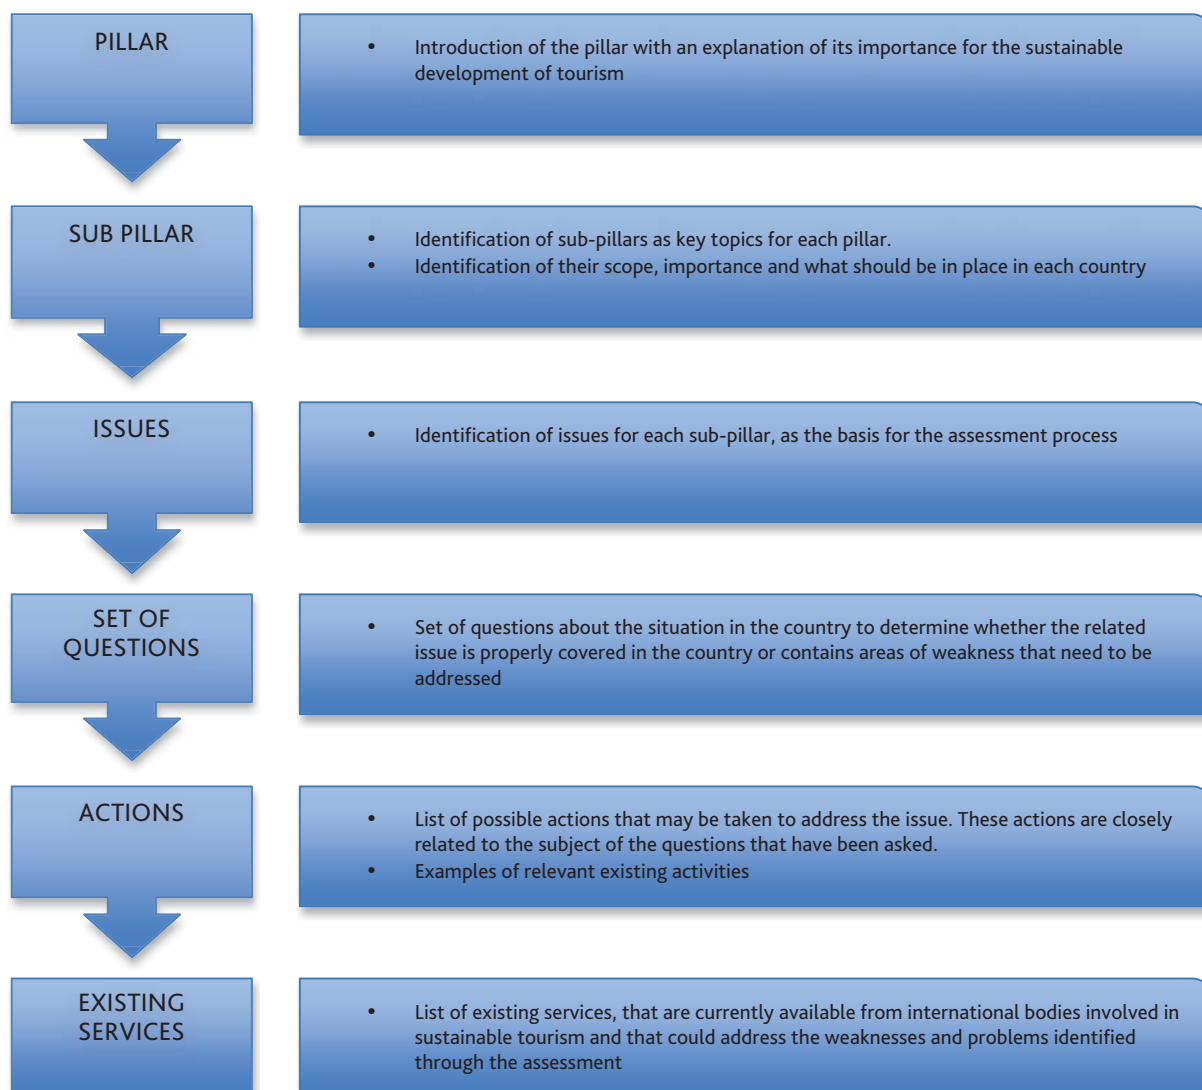 PILLAR
• Introduction of the pillar with an explanation of its importance for the sustainable
development of tourism
SUB PILLAR
• Identification of sub-pillars as key topics for each pillar.
• Identification of their scope, importance and what should be in place in each country
ISSUES
• Identification of issues for each sub-pillar, as the basis for the assessment process
SET OF
QUESTIONS
• Set of questions about the situation in the country to determine whether the related
issue is properly covered in the country or contains areas of weakness that need to be
addressed
ACTIONS
• List of possible actions that may be taken to address the issue. These actions are closely
related to the subject of the questions that have been asked.
• Examples of relevant existing activities
EXISTING
SERVICES
• List of existing services, that are currently available from international bodies involved in
sustainable tourism and that could address the weaknesses and problems identified
through the assessment